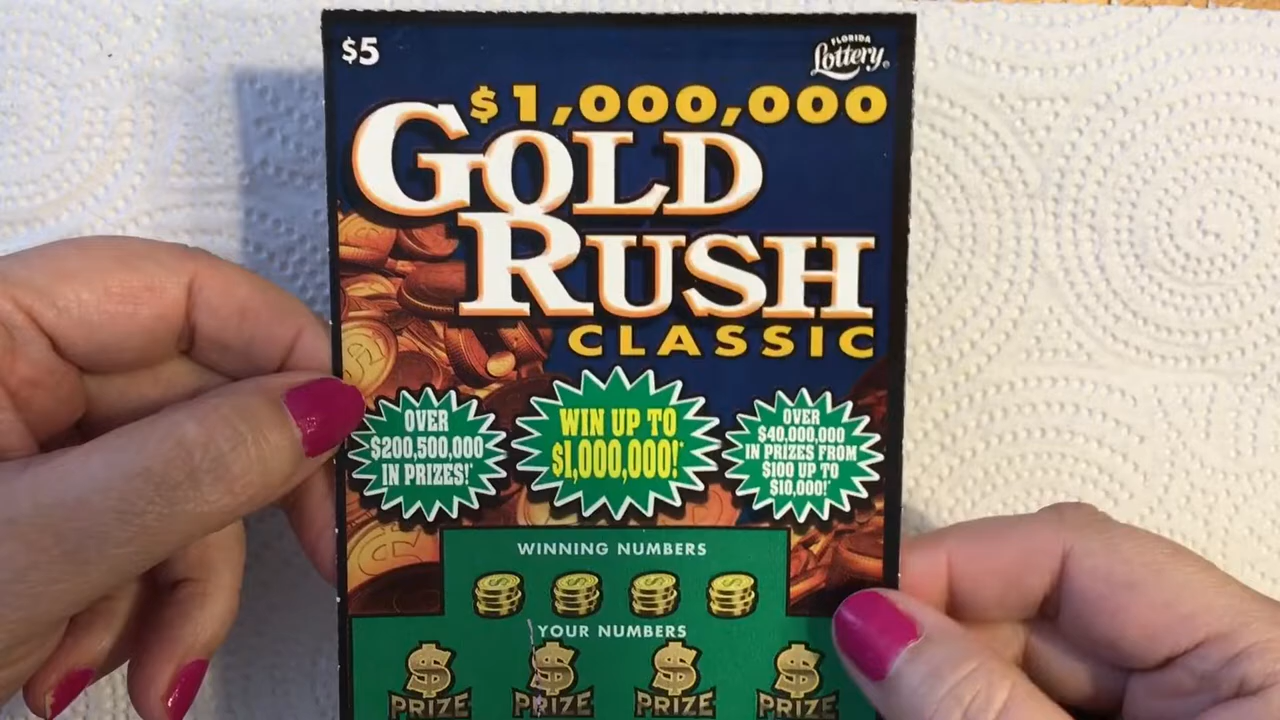 $5
FLORIDA
Lottery
$1,000,000
GOLD
RUSH
CLASSIC
OVER
$200,500,000
IN PRIZES!*
WIN UP TO
$1,000,000!*
OVER
$40,000,000
IN PRIZES FROM
$100 UP TO
$10,000!*
WINNING NUMBERS
YOUR NUMBERS
$ $ $ $
PRIZE PRIZE PRIZE PRIZE